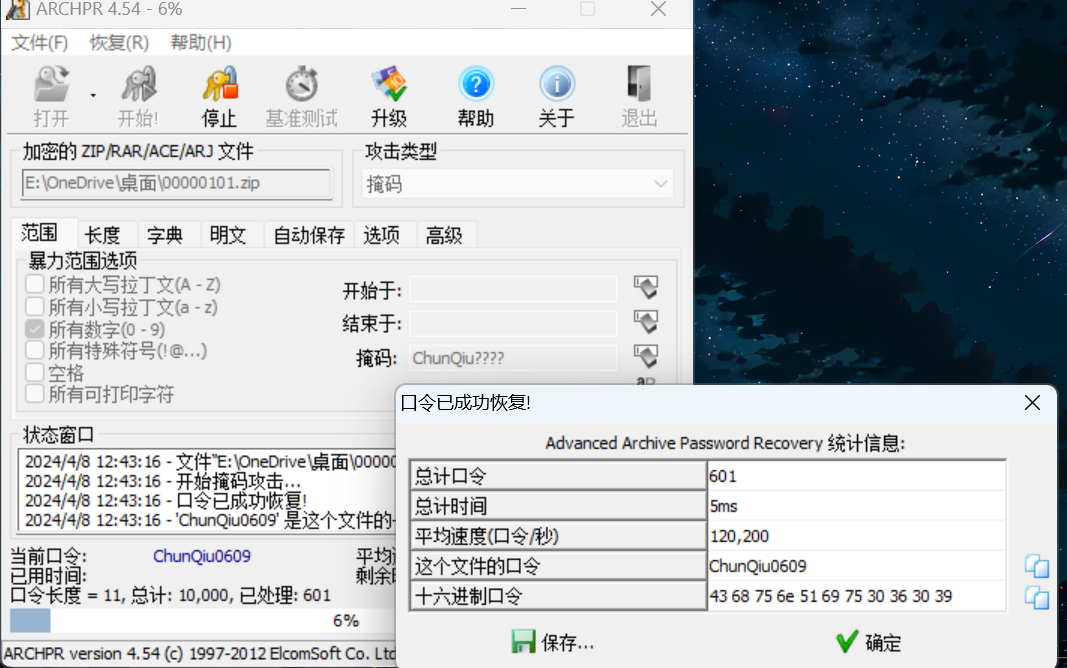 ARCHPR 4.54 - 6%
文件(F) 恢复(R) 帮助(H)
打开 开始! 停止 基准测试 升级 帮助 关于 退出
加密的 ZIP/RAR/ACE/ARJ 文件
E:\OneDrive\桌面\00000101.zip
攻击类型
掩码
范围 长度 字典 明文 自动保存 选项 高级
暴力范围选项
所有大写拉丁文(A - Z)
所有小写拉丁文(a - z)
所有数字(0 - 9)
所有特殊符号(!@...)
空格
所有可打印字符
开始于:
结束于:
掩码: ChunQiu????
状态窗口
2024/4/8 12:43:16 - 文件"E:\OneDrive\桌面\00000
2024/4/8 12:43:16 - 开始掩码攻击...
2024/4/8 12:43:16 - 口令已成功恢复!
2024/4/8 12:43:16 - 'ChunQiu0609' 是这个文件的
当前口令: ChunQiu0609 平均
已用时间: 剩余
口令长度 = 11, 总计: 10,000, 已处理: 601
6%
ARCHPR version 4.54 (c) 1997-2012 ElcomSoft Co. Ltd
口令已成功恢复!
Advanced Archive Password Recovery 统计信息:
总计口令 601
总计时间 5ms
平均速度(口令/秒) 120,200
这个文件的口令 ChunQiu0609
十六进制口令 43 68 75 6e 51 69 75 30 36 30 39
保存... 确定